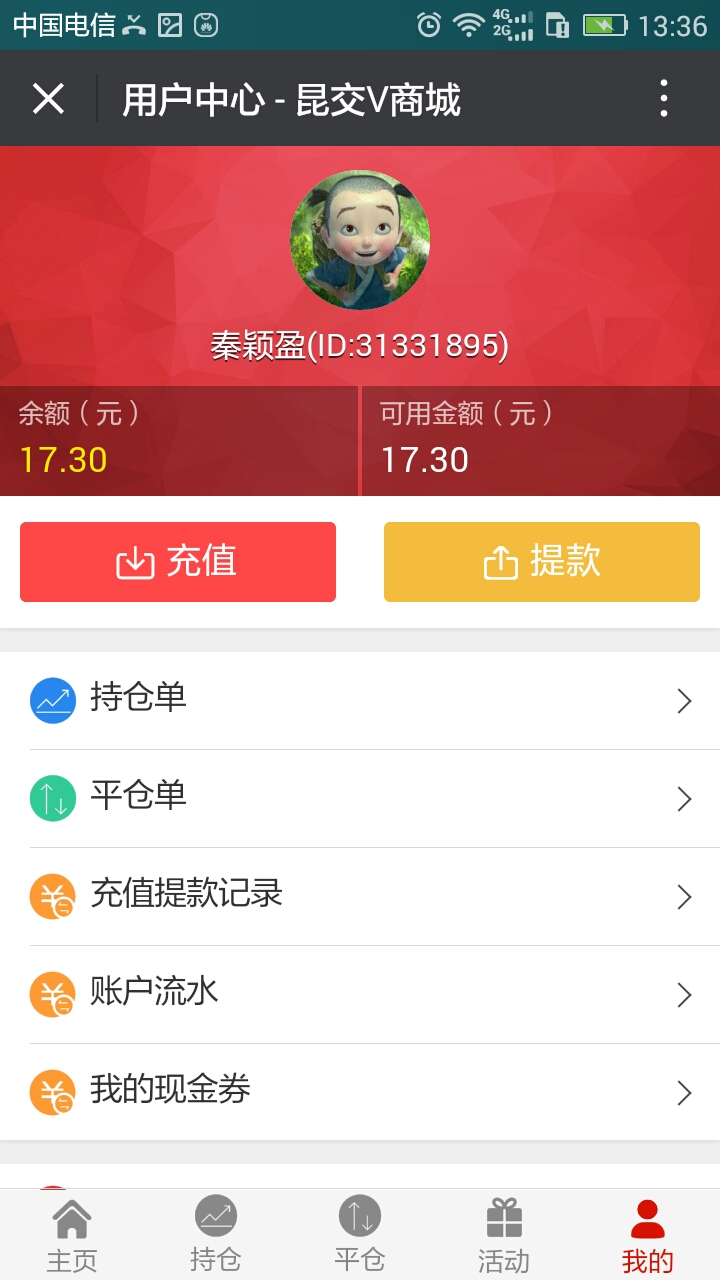 中国电信 4G 2G 13:36
用户中心 - 昆交V商城
秦颖盈(ID:31331895)
余额（元） 可用金额（元）
17.30 17.30
充值 提款
持仓单
平仓单
充值提款记录
账户流水
我的现金券
主页 持仓 平仓 活动 我的